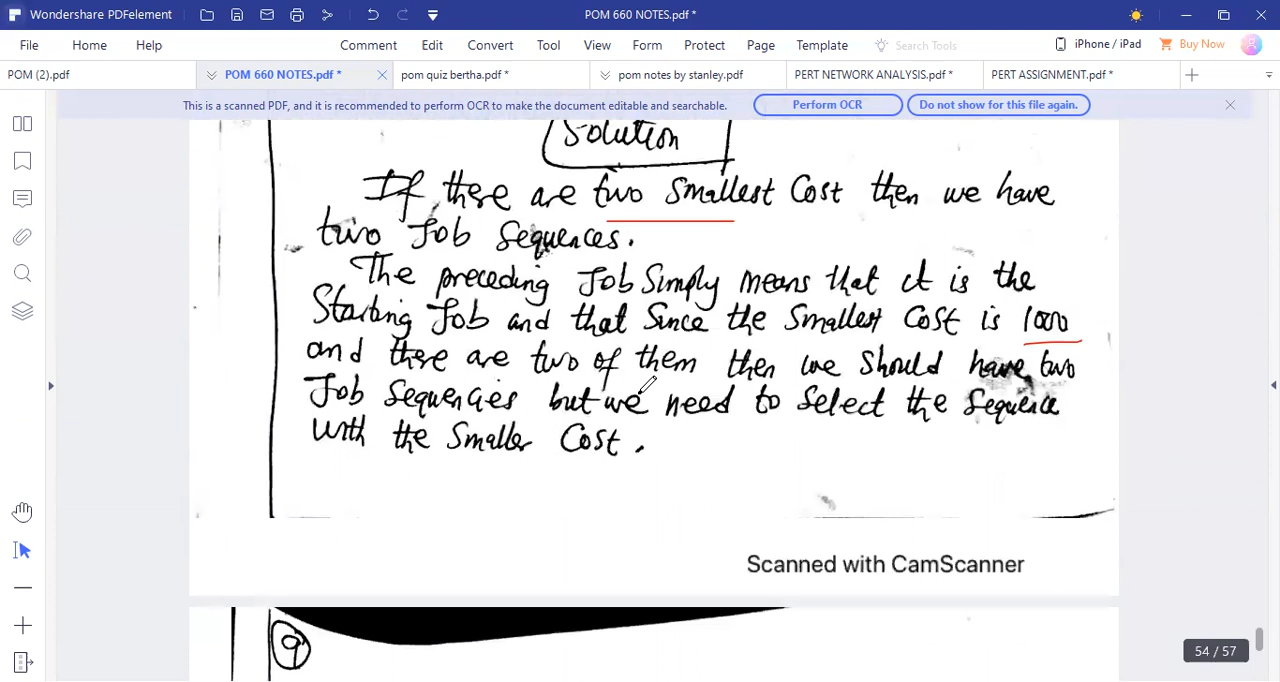 Wondershare PDFelement
POM 660 NOTES.pdf *
File Home Help Comment Edit Convert Tool View Form Protect Page Template Search Tools iPhone / iPad Buy Now
POM (2).pdf POM 660 NOTES.pdf * pom quiz bertha.pdf * pom notes by stanley.pdf PERT NETWORK ANALYSIS.pdf * PERT ASSIGNMENT.pdf *
This is a scanned PDF, and it is recommended to perform OCR to make the document editable and searchable. Perform OCR Do not show for this file again.
Solution
If there are two smallest Cost then we have
two Job Sequences.
The preceding Job Simply means that it is the
Starting Job and that Since the Smallest Cost is 1000
and there are two of them then we should have two
Job Sequencies but we need to Select the Sequence
with the Smaller Cost.
Scanned with CamScanner
9
54 / 57